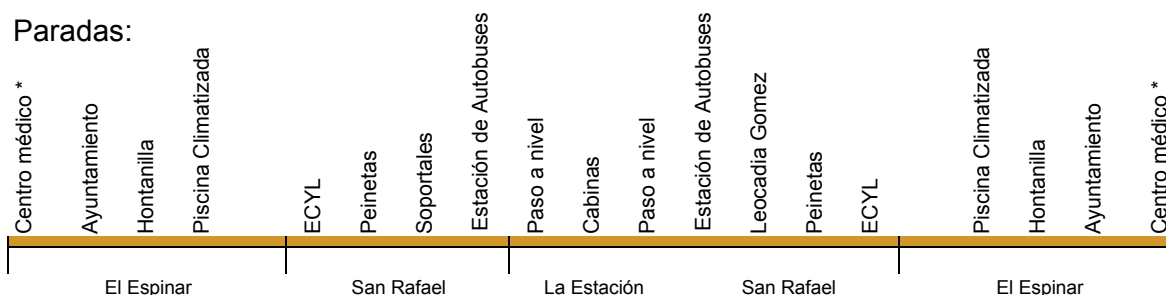 Paradas:
Centro médico *
Ayuntamiento
Hontanilla
Piscina Climatizada
ECYL
Peinetas
Soportales
Estación de Autobuses
Paso a nivel
Cabinas
Paso a nivel
Estación de Autobuses
Leocadia Gomez
Peinetas
ECYL
Piscina Climatizada
Hontanilla
Ayuntamiento
Centro médico *
El Espinar
San Rafael
La Estación
San Rafael
El Espinar